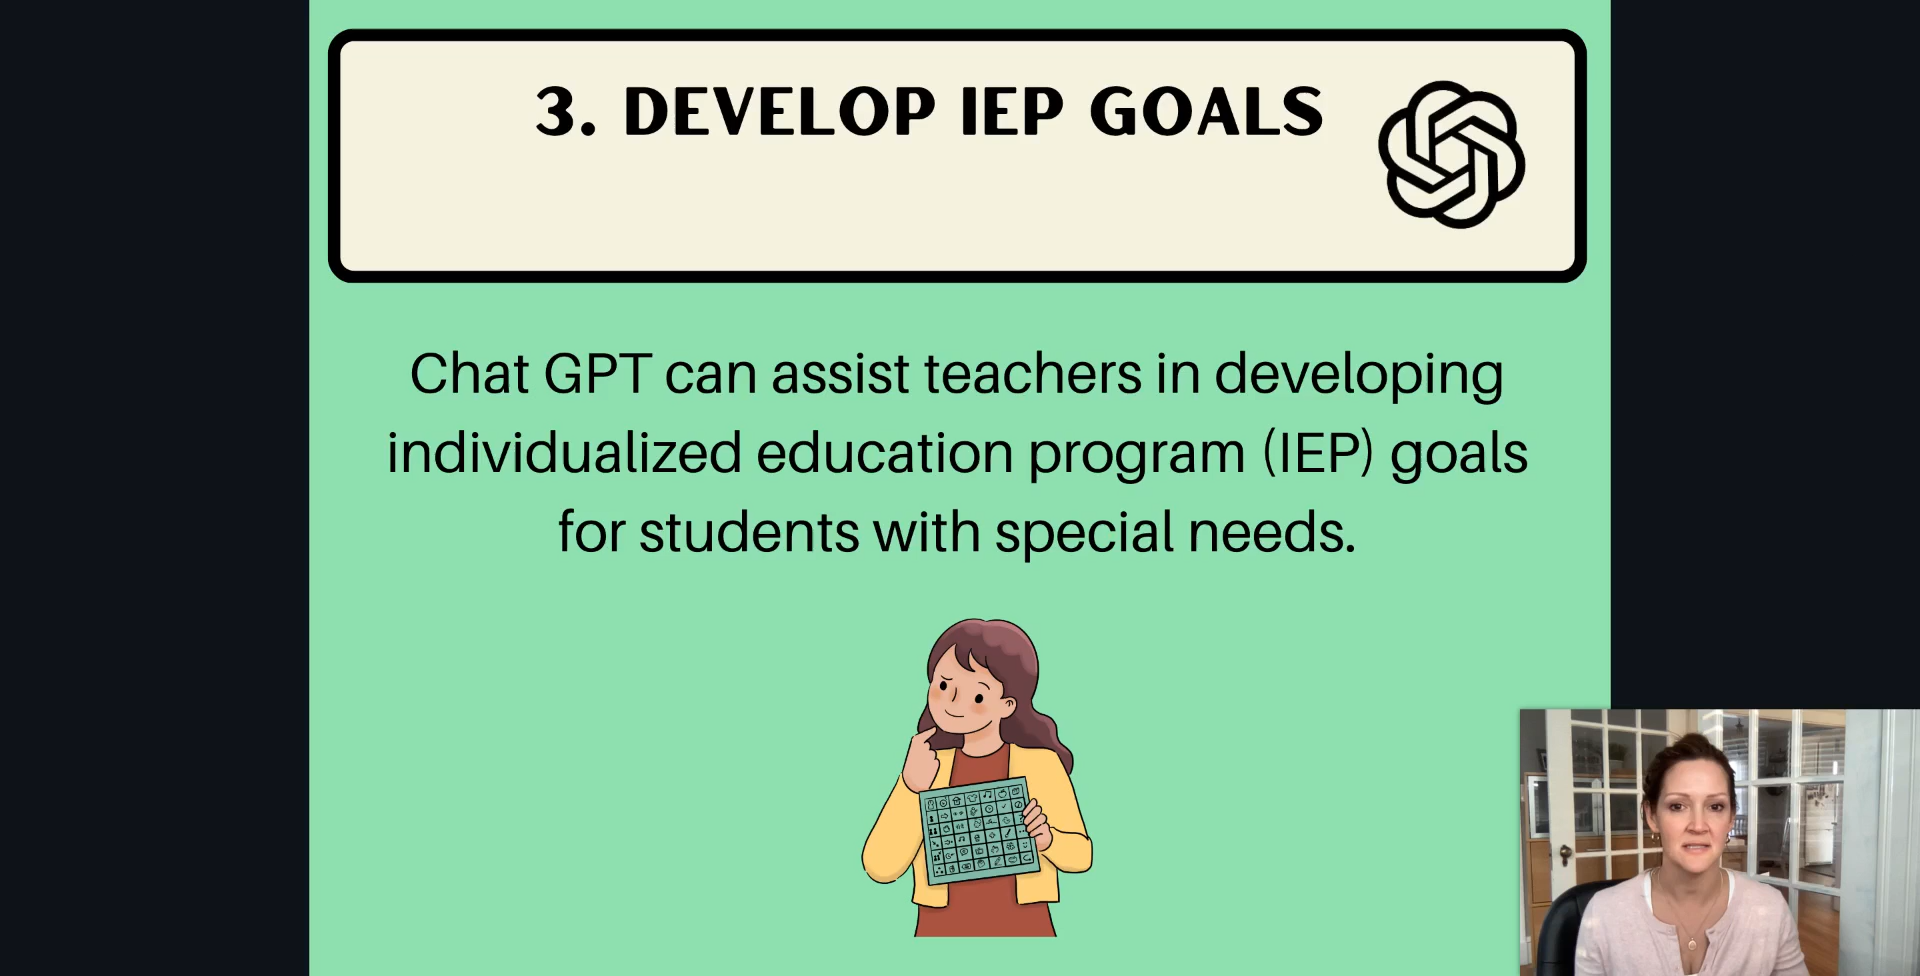 3. DEVELOP IEP GOALS
Chat GPT can assist teachers in developing
individualized education program (IEP) goals
for students with special needs.